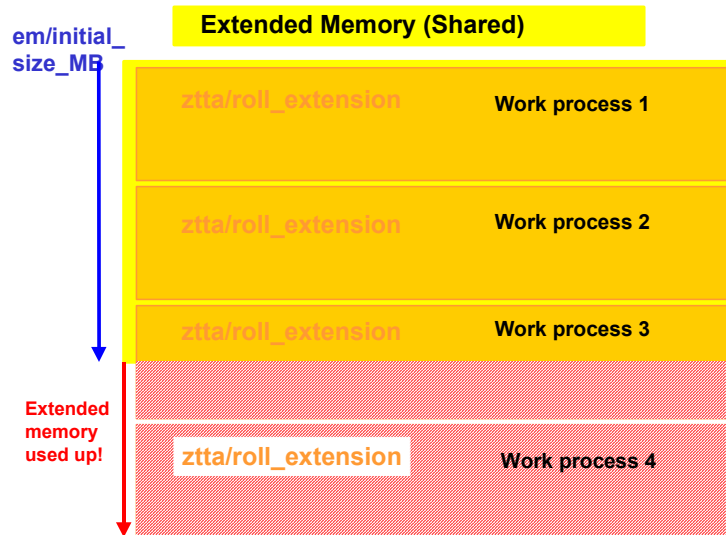 Extended Memory (Shared)
em/initial_
size_MB
ztta/roll_extension Work process 1
ztta/roll_extension Work process 2
ztta/roll_extension Work process 3
Extended
memory
used up!
ztta/roll_extension Work process 4